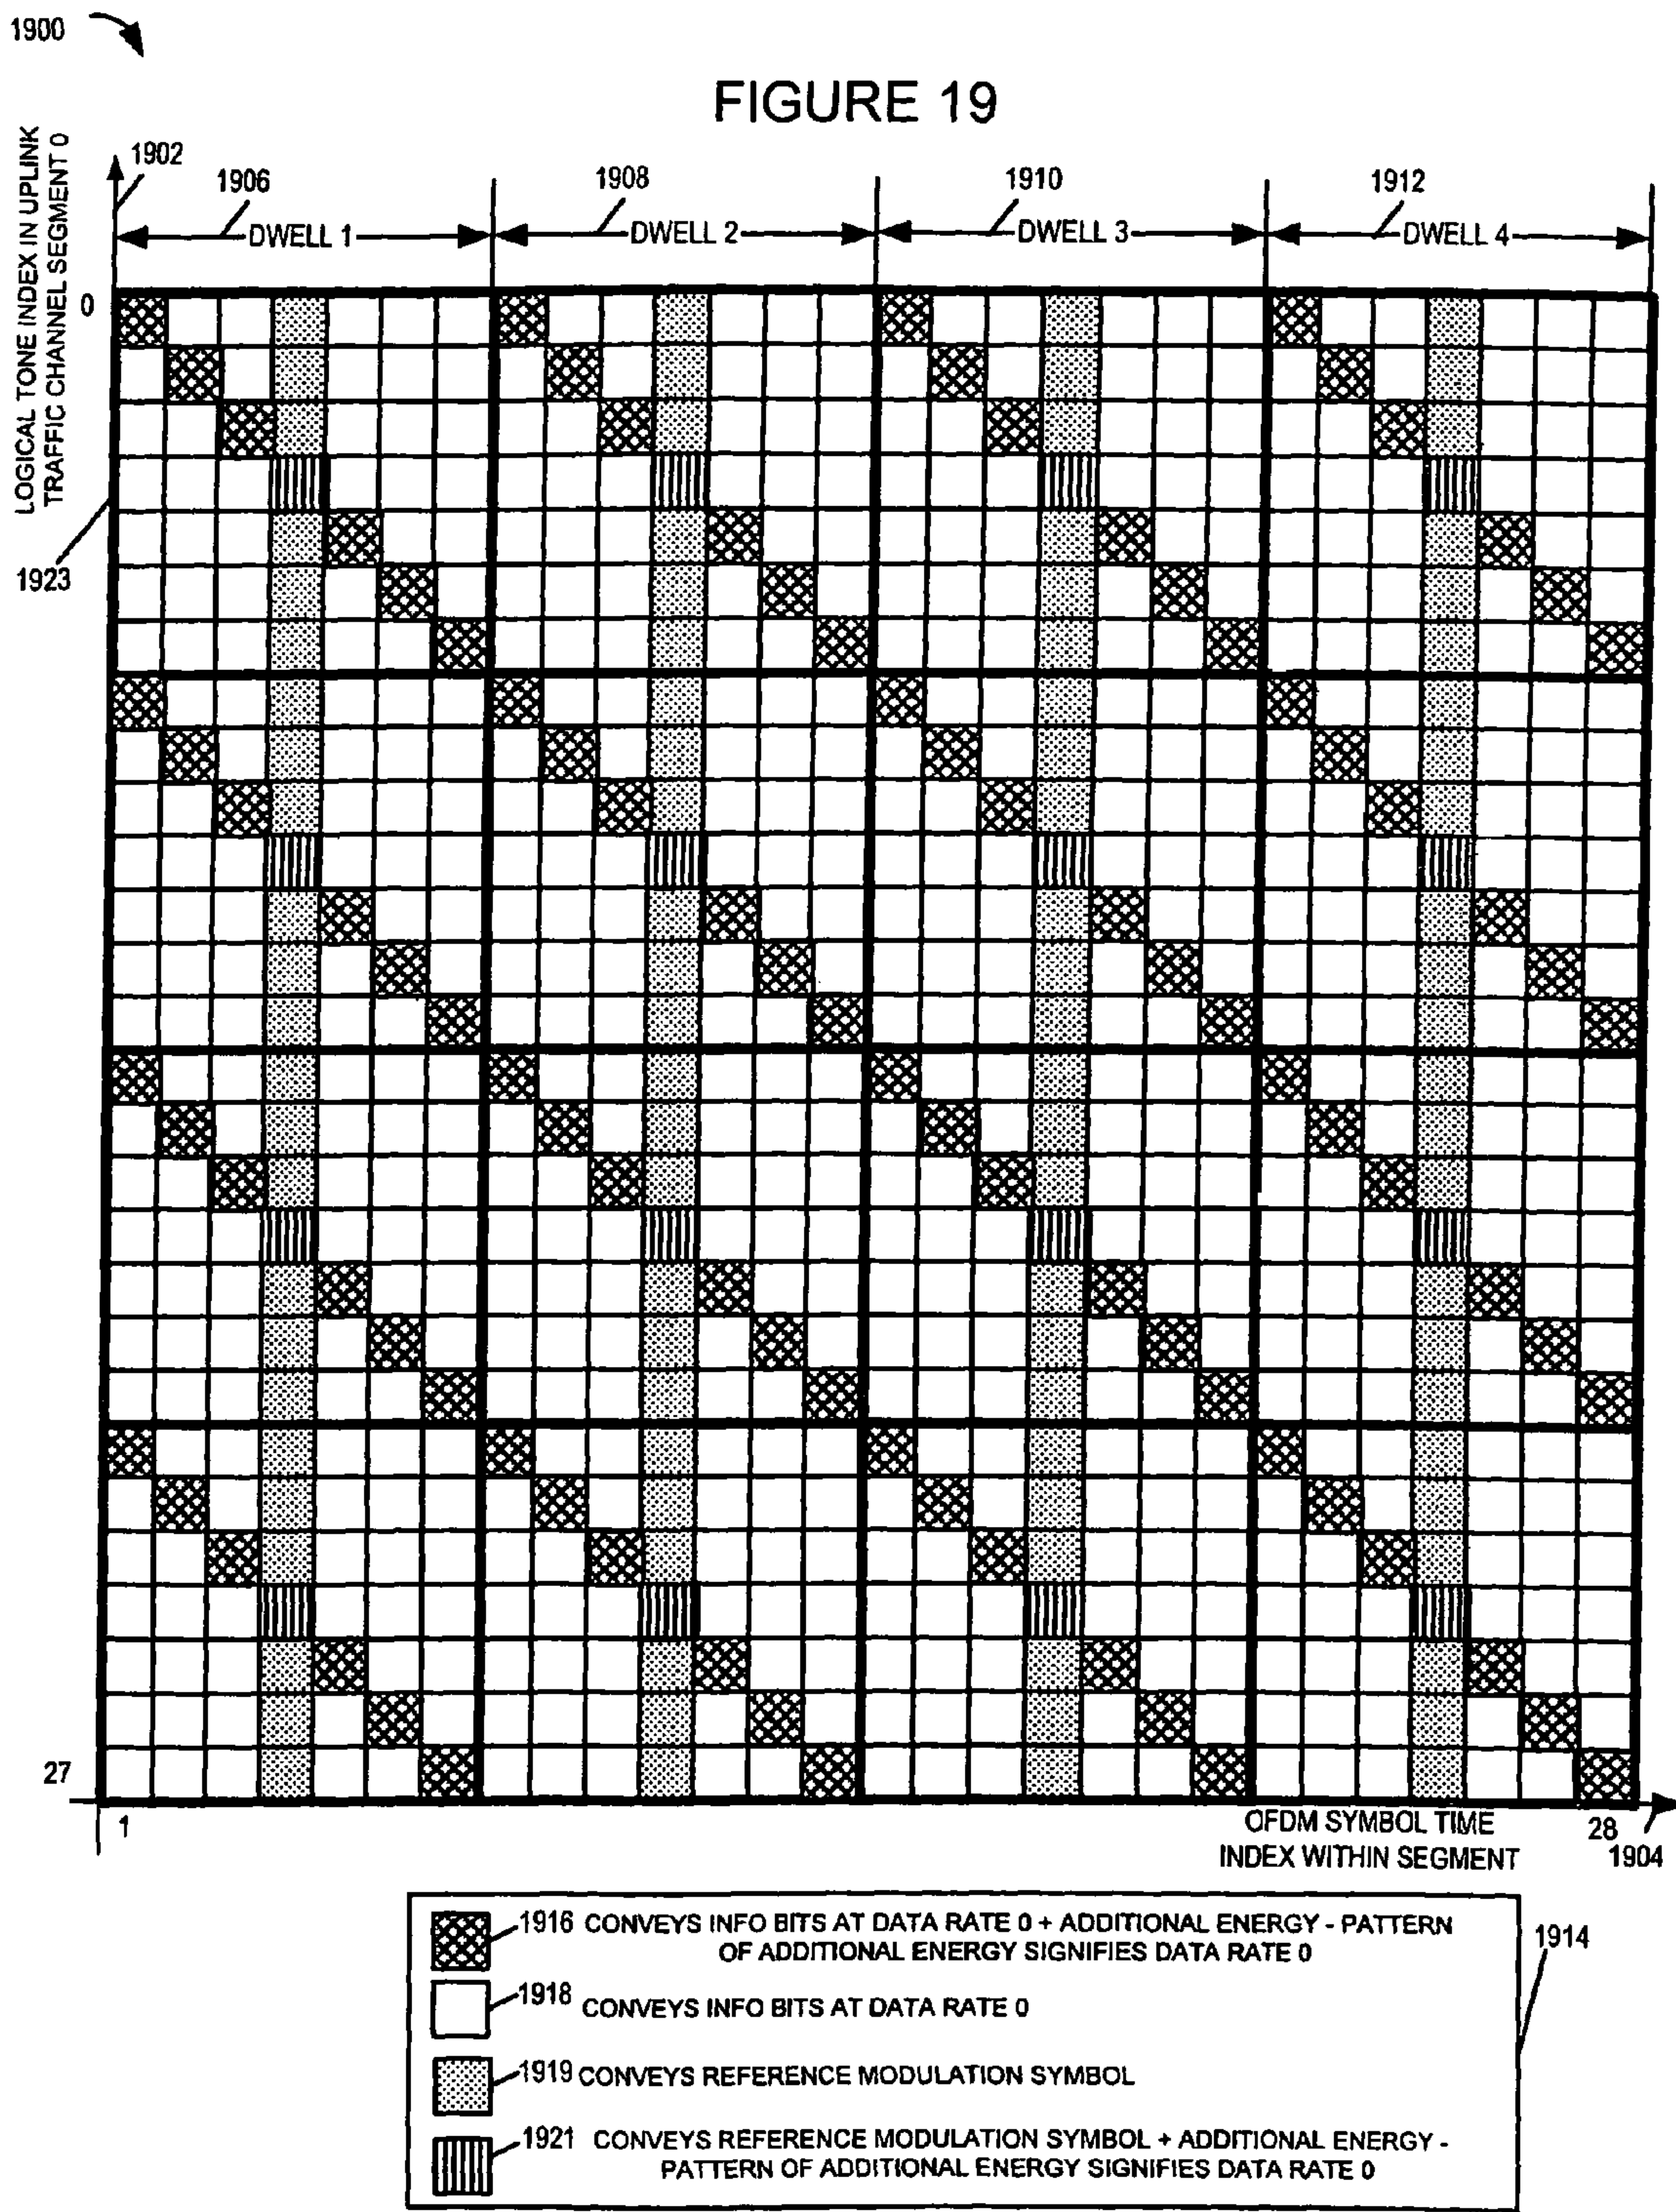 1900
FIGURE 19
LOGICAL TONE INDEX IN UPLINK
TRAFFIC CHANNEL SEGMENT 0
1902
1906
1908
1910
1912
DWELL 1
DWELL 2
DWELL 3
DWELL 4
0
1923
27
1
OFDM SYMBOL TIME
INDEX WITHIN SEGMENT
28
1904
1916 CONVEYS INFO BITS AT DATA RATE 0 + ADDITIONAL ENERGY - PATTERN
OF ADDITIONAL ENERGY SIGNIFIES DATA RATE 0
1914
1918 CONVEYS INFO BITS AT DATA RATE 0
1919 CONVEYS REFERENCE MODULATION SYMBOL
1921 CONVEYS REFERENCE MODULATION SYMBOL + ADDITIONAL ENERGY -
PATTERN OF ADDITIONAL ENERGY SIGNIFIES DATA RATE 0